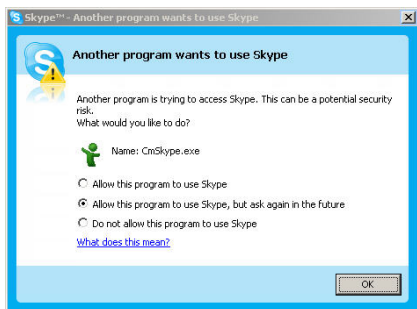 Skype™ - Another program wants to use Skype
Another program wants to use Skype
Another program is trying to access Skype. This can be a potential security
risk.
What would you like to do?
Name: CmSkype.exe
Allow this program to use Skype
Allow this program to use Skype, but ask again in the future
Do not allow this program to use Skype
What does this mean?
OK